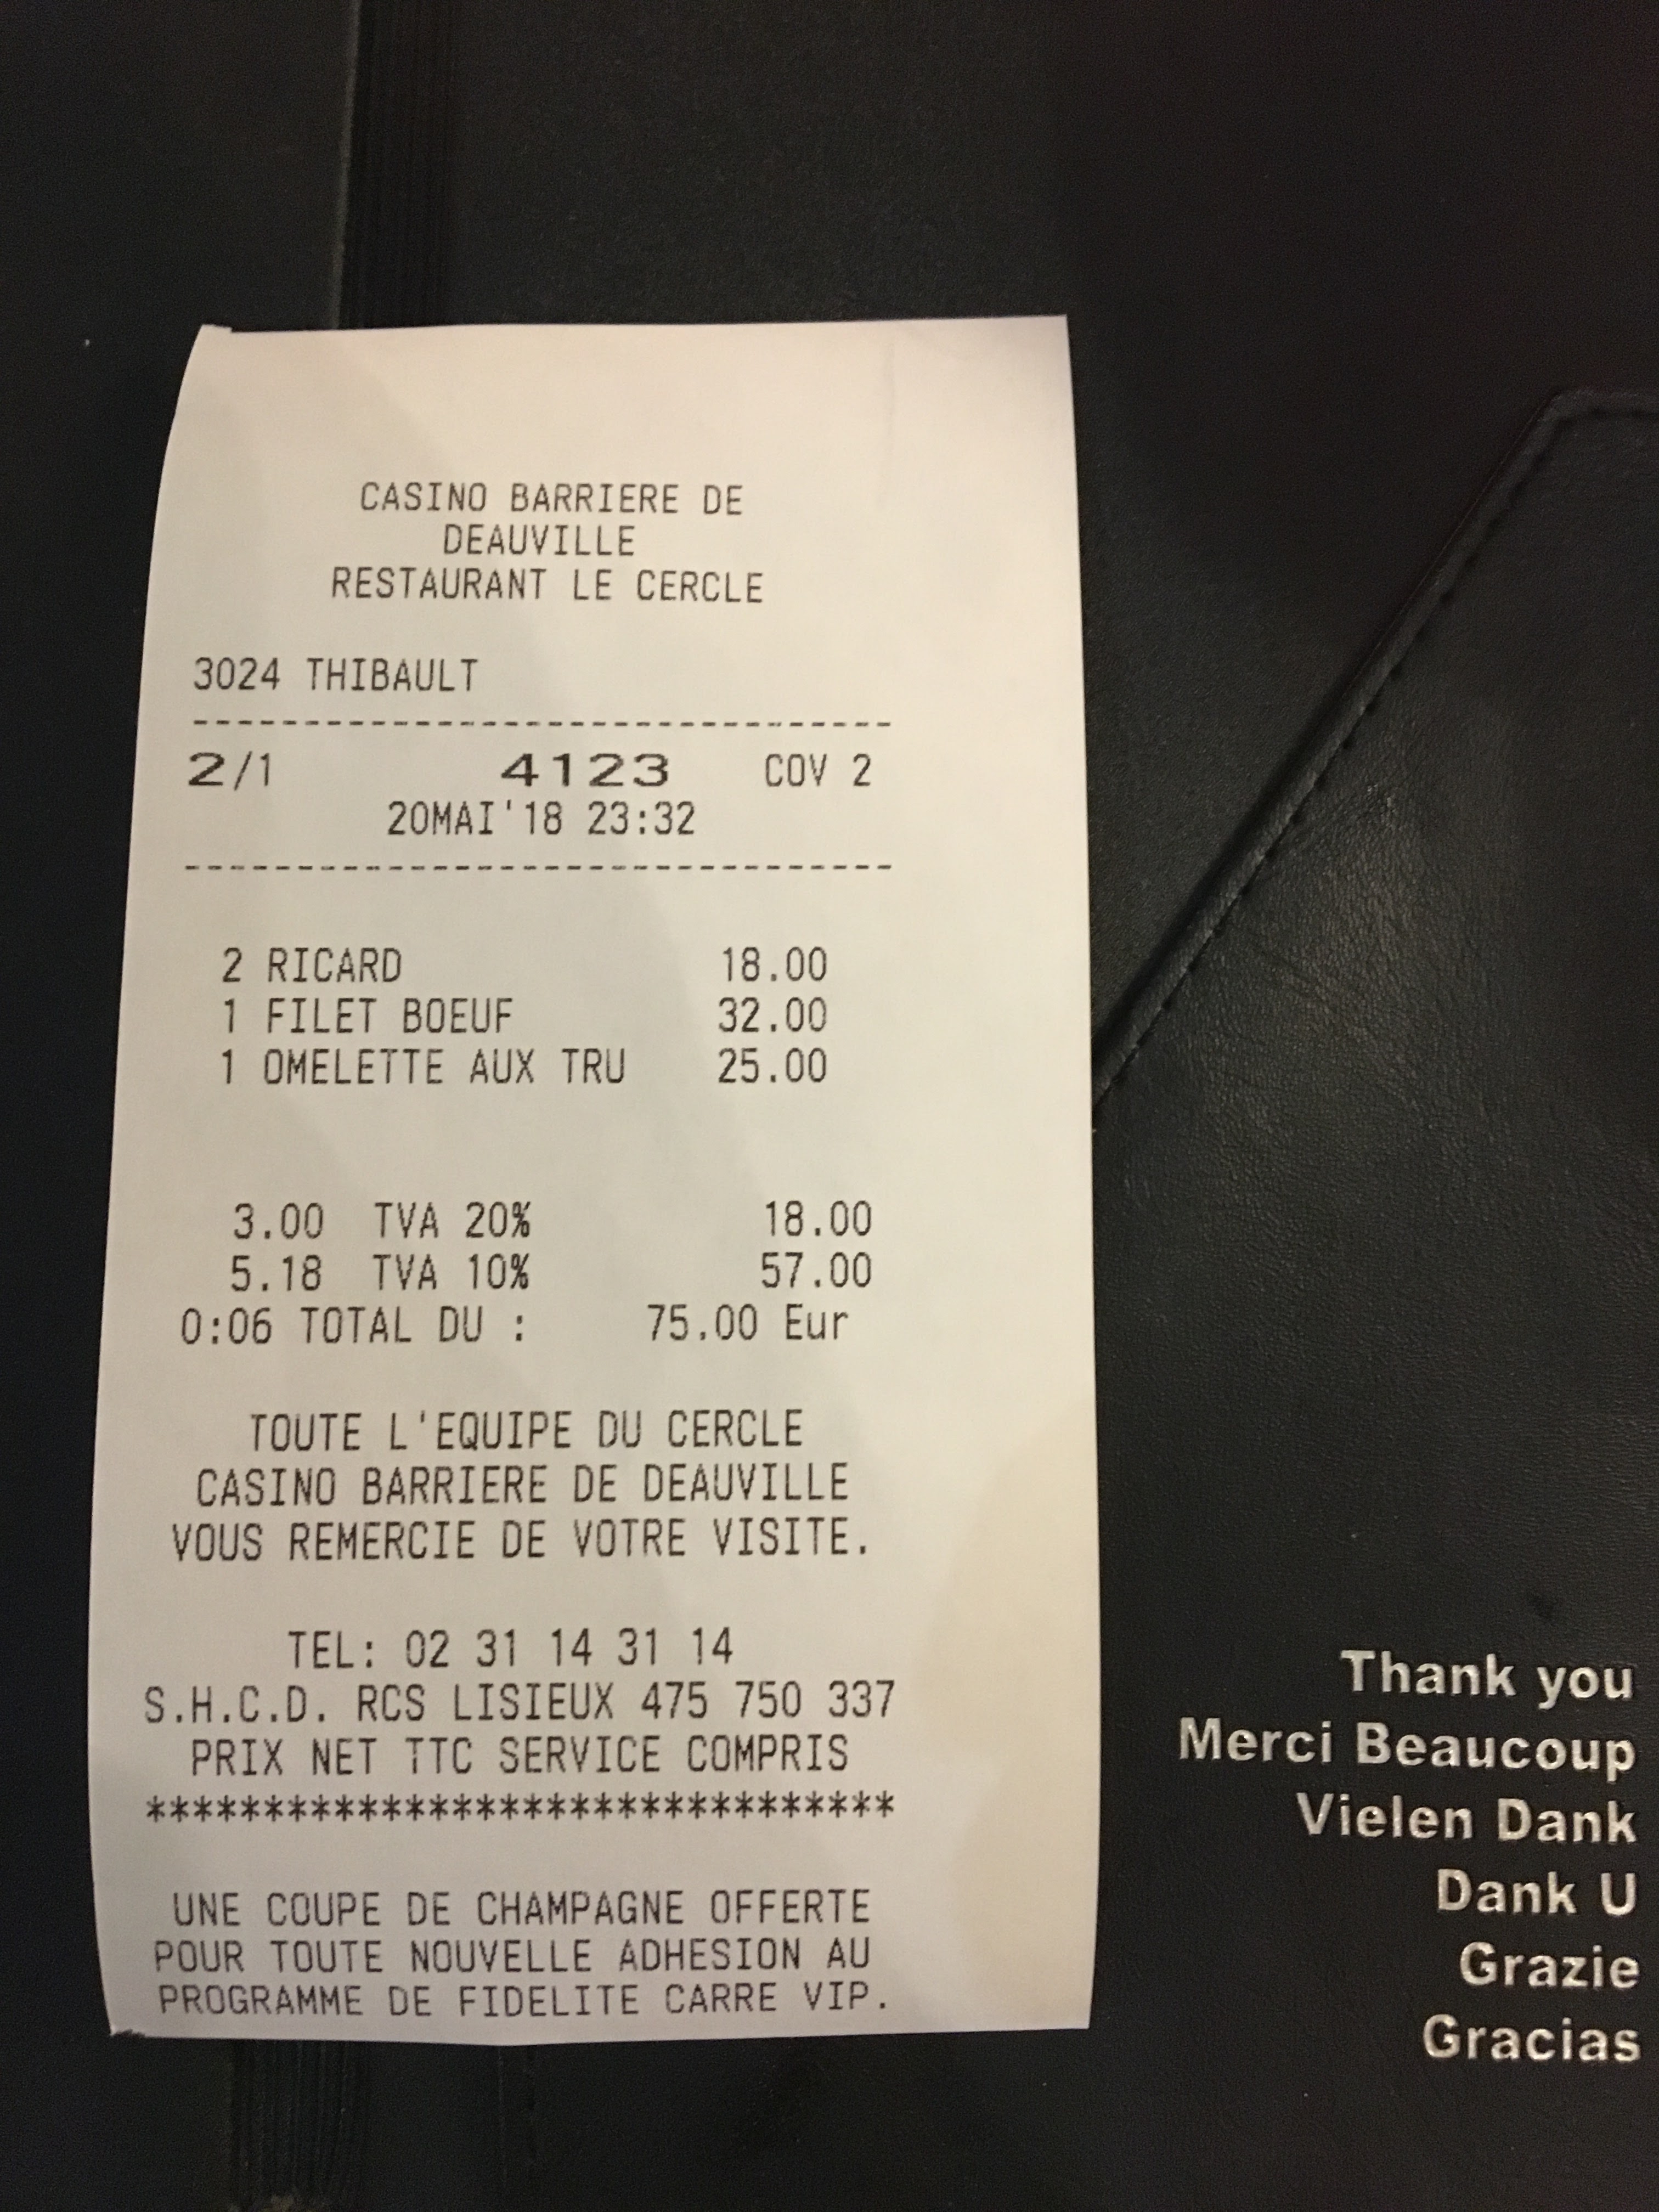 CASINO BARRIERE DE
DEAUVILLE
RESTAURANT LE CERCLE
3024 THIBAULT
--------------------------------
2/1 4123 COV 2
20MAI'18 23:32
--------------------------------
2 RICARD 18.00
1 FILET BOEUF 32.00
1 OMELETTE AUX TRU 25.00
3.00 TVA 20% 18.00
5.18 TVA 10% 57.00
0:06 TOTAL DU : 75.00 Eur
TOUTE L'EQUIPE DU CERCLE
CASINO BARRIERE DE DEAUVILLE
VOUS REMERCIE DE VOTRE VISITE.
TEL: 02 31 14 31 14
S.H.C.D. RCS LISIEUX 475 750 337
PRIX NET TTC SERVICE COMPRIS
********************************
UNE COUPE DE CHAMPAGNE OFFERTE
POUR TOUTE NOUVELLE ADHESION AU
PROGRAMME DE FIDELITE CARRE VIP.
Thank you
Merci Beaucoup
Vielen Dank
Dank U
Grazie
Gracias